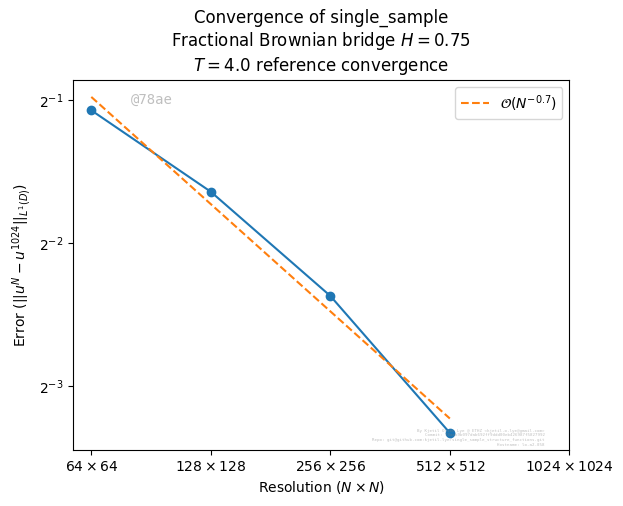 Convergence of single_sample
Fractional Brownian bridge H = 0.75
T = 4.0 reference convergence
@78ae
O(N^{-0.7})
2^{-1}
2^{-2}
2^{-3}
Error (||u^N − u^{1024}||_{L^1(D)})
64 × 64
128 × 128
256 × 256
512 × 512
1024 × 1024
Resolution (N × N)